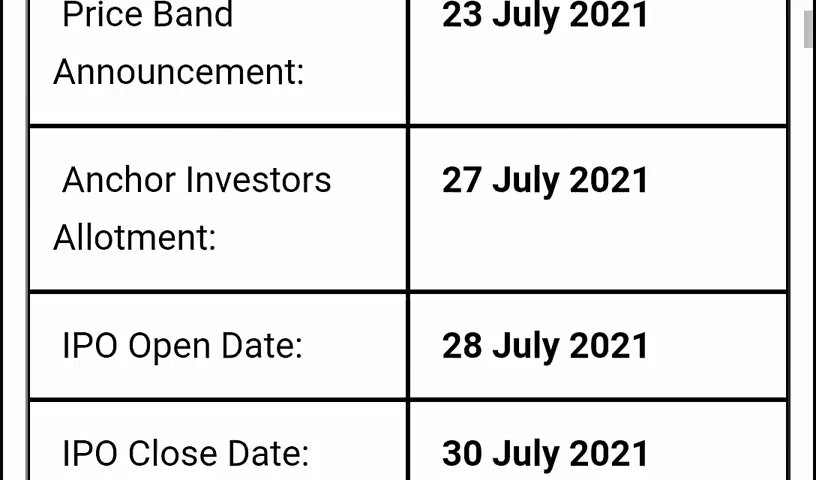 Price Band 23 July 2021
Announcement:
Anchor Investors 27 July 2021
Allotment:
IPO Open Date: 28 July 2021
IPO Close Date: 30 July 2021